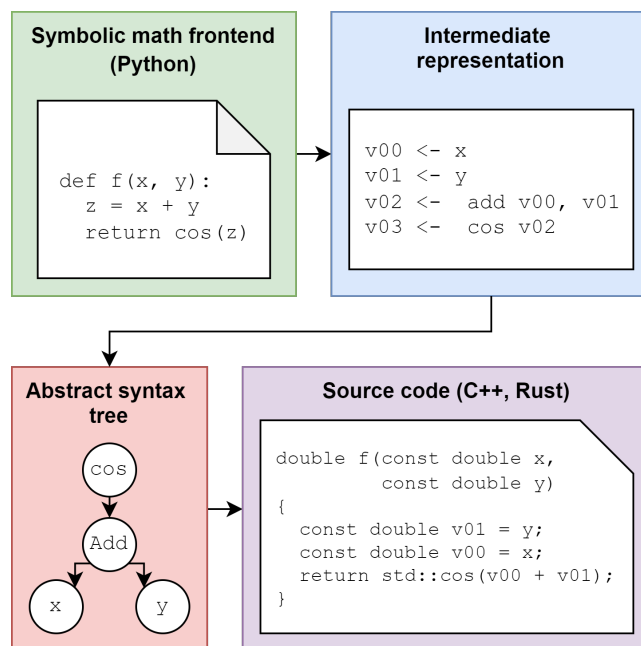 Symbolic math frontend
(Python)
def f(x, y):
  z = x + y
  return cos(z)
Intermediate
representation
v00 <- x
v01 <- y
v02 <-  add v00, v01
v03 <-  cos v02
Abstract syntax
tree
cos
Add
x
y
Source code (C++, Rust)
double f(const double x,
         const double y)
{
  const double v01 = y;
  const double v00 = x;
  return std::cos(v00 + v01);
}